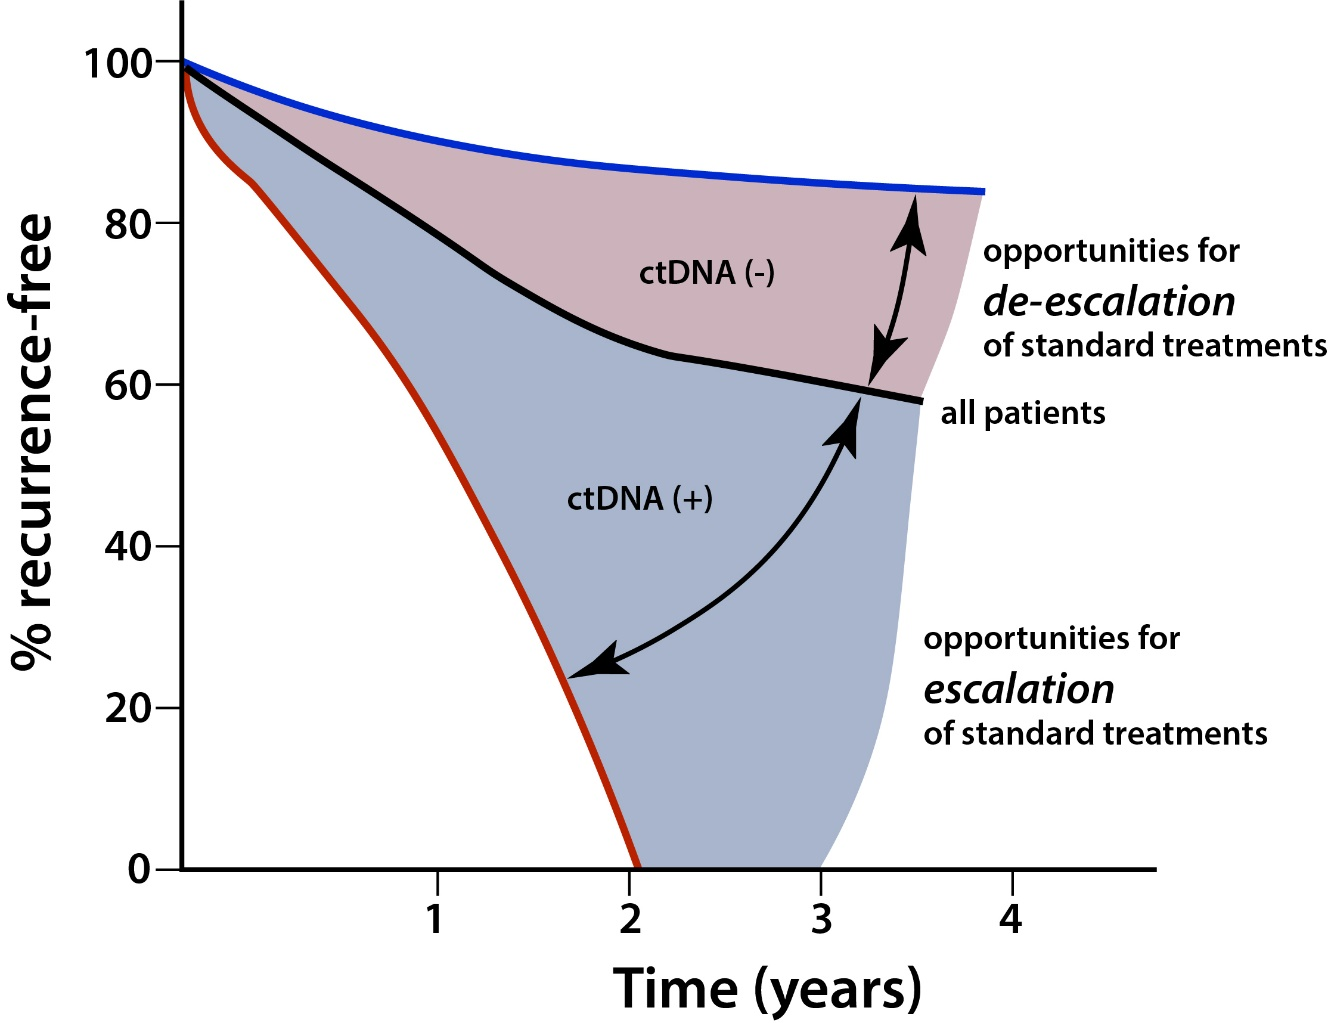 % recurrence-free
100
80
60
40
20
0
ctDNA (-)
ctDNA (+)
opportunities for
de-escalation
of standard treatments
all patients
opportunities for
escalation
of standard treatments
1 2 3 4
Time (years)